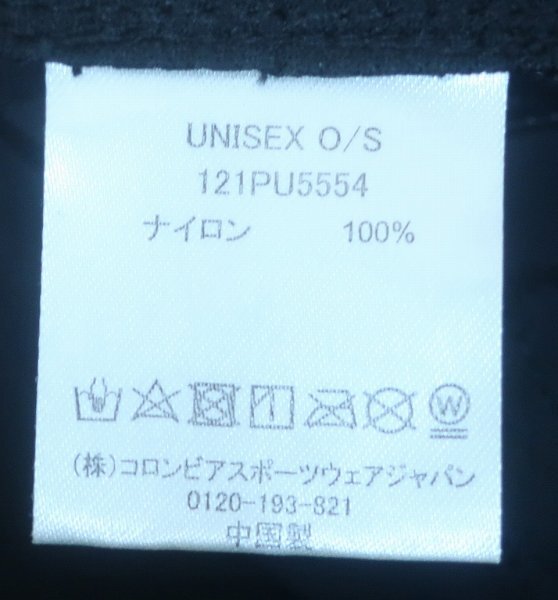 UNISEX O/S
121PU5554
ナイロン 100%
W
(株)コロンビアスポーツウェアジャパン
0120-193-821
中国製